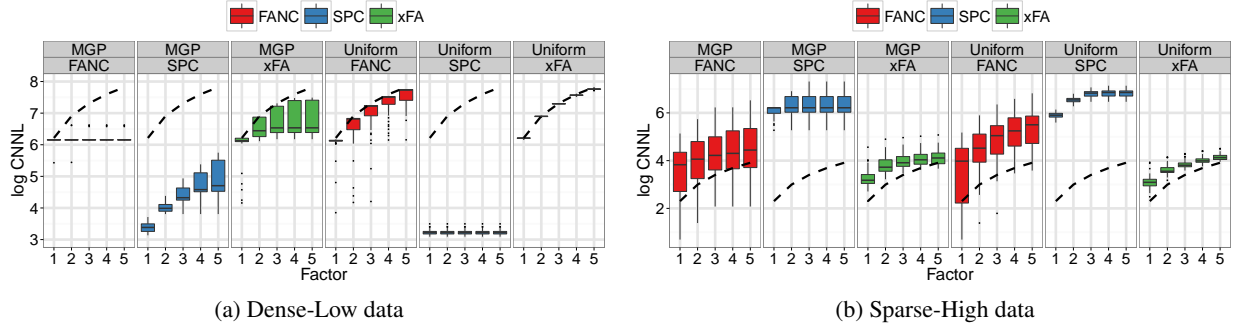 FANC SPC xFA
MGP MGP MGP Uniform Uniform Uniform
FANC SPC xFA FANC SPC xFA
log CNNL
8
7
6
5
4
3
1 2 3 4 5 1 2 3 4 5 1 2 3 4 5 1 2 3 4 5 1 2 3 4 5 1 2 3 4 5
Factor
(a) Dense-Low data
FANC SPC xFA
MGP MGP MGP Uniform Uniform Uniform
FANC SPC xFA FANC SPC xFA
log CNNL
6
4
2
1 2 3 4 5 1 2 3 4 5 1 2 3 4 5 1 2 3 4 5 1 2 3 4 5 1 2 3 4 5
Factor
(b) Sparse-High data